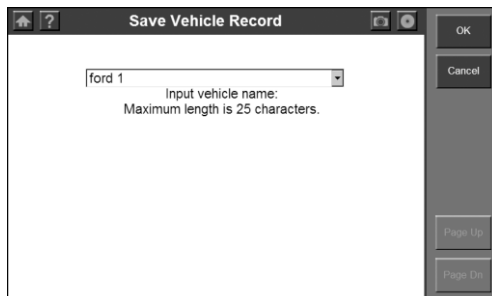 ? Save Vehicle Record
OK
Cancel
ford 1
Input vehicle name:
Maximum length is 25 characters.
Page Up
Page Dn